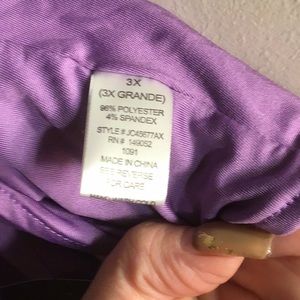 3X
(3X GRANDE)
96% POLYESTER
4% SPANDEX
STYLE # JC45677AX
RN # 149052
1091
MADE IN CHINA
SEE REVERSE
FOR CARE